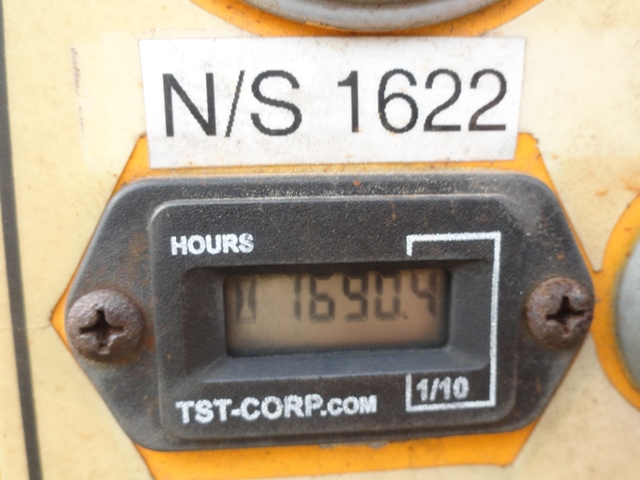 N/S 1622
HOURS
1690.4
1/10
TST-CORP.COM